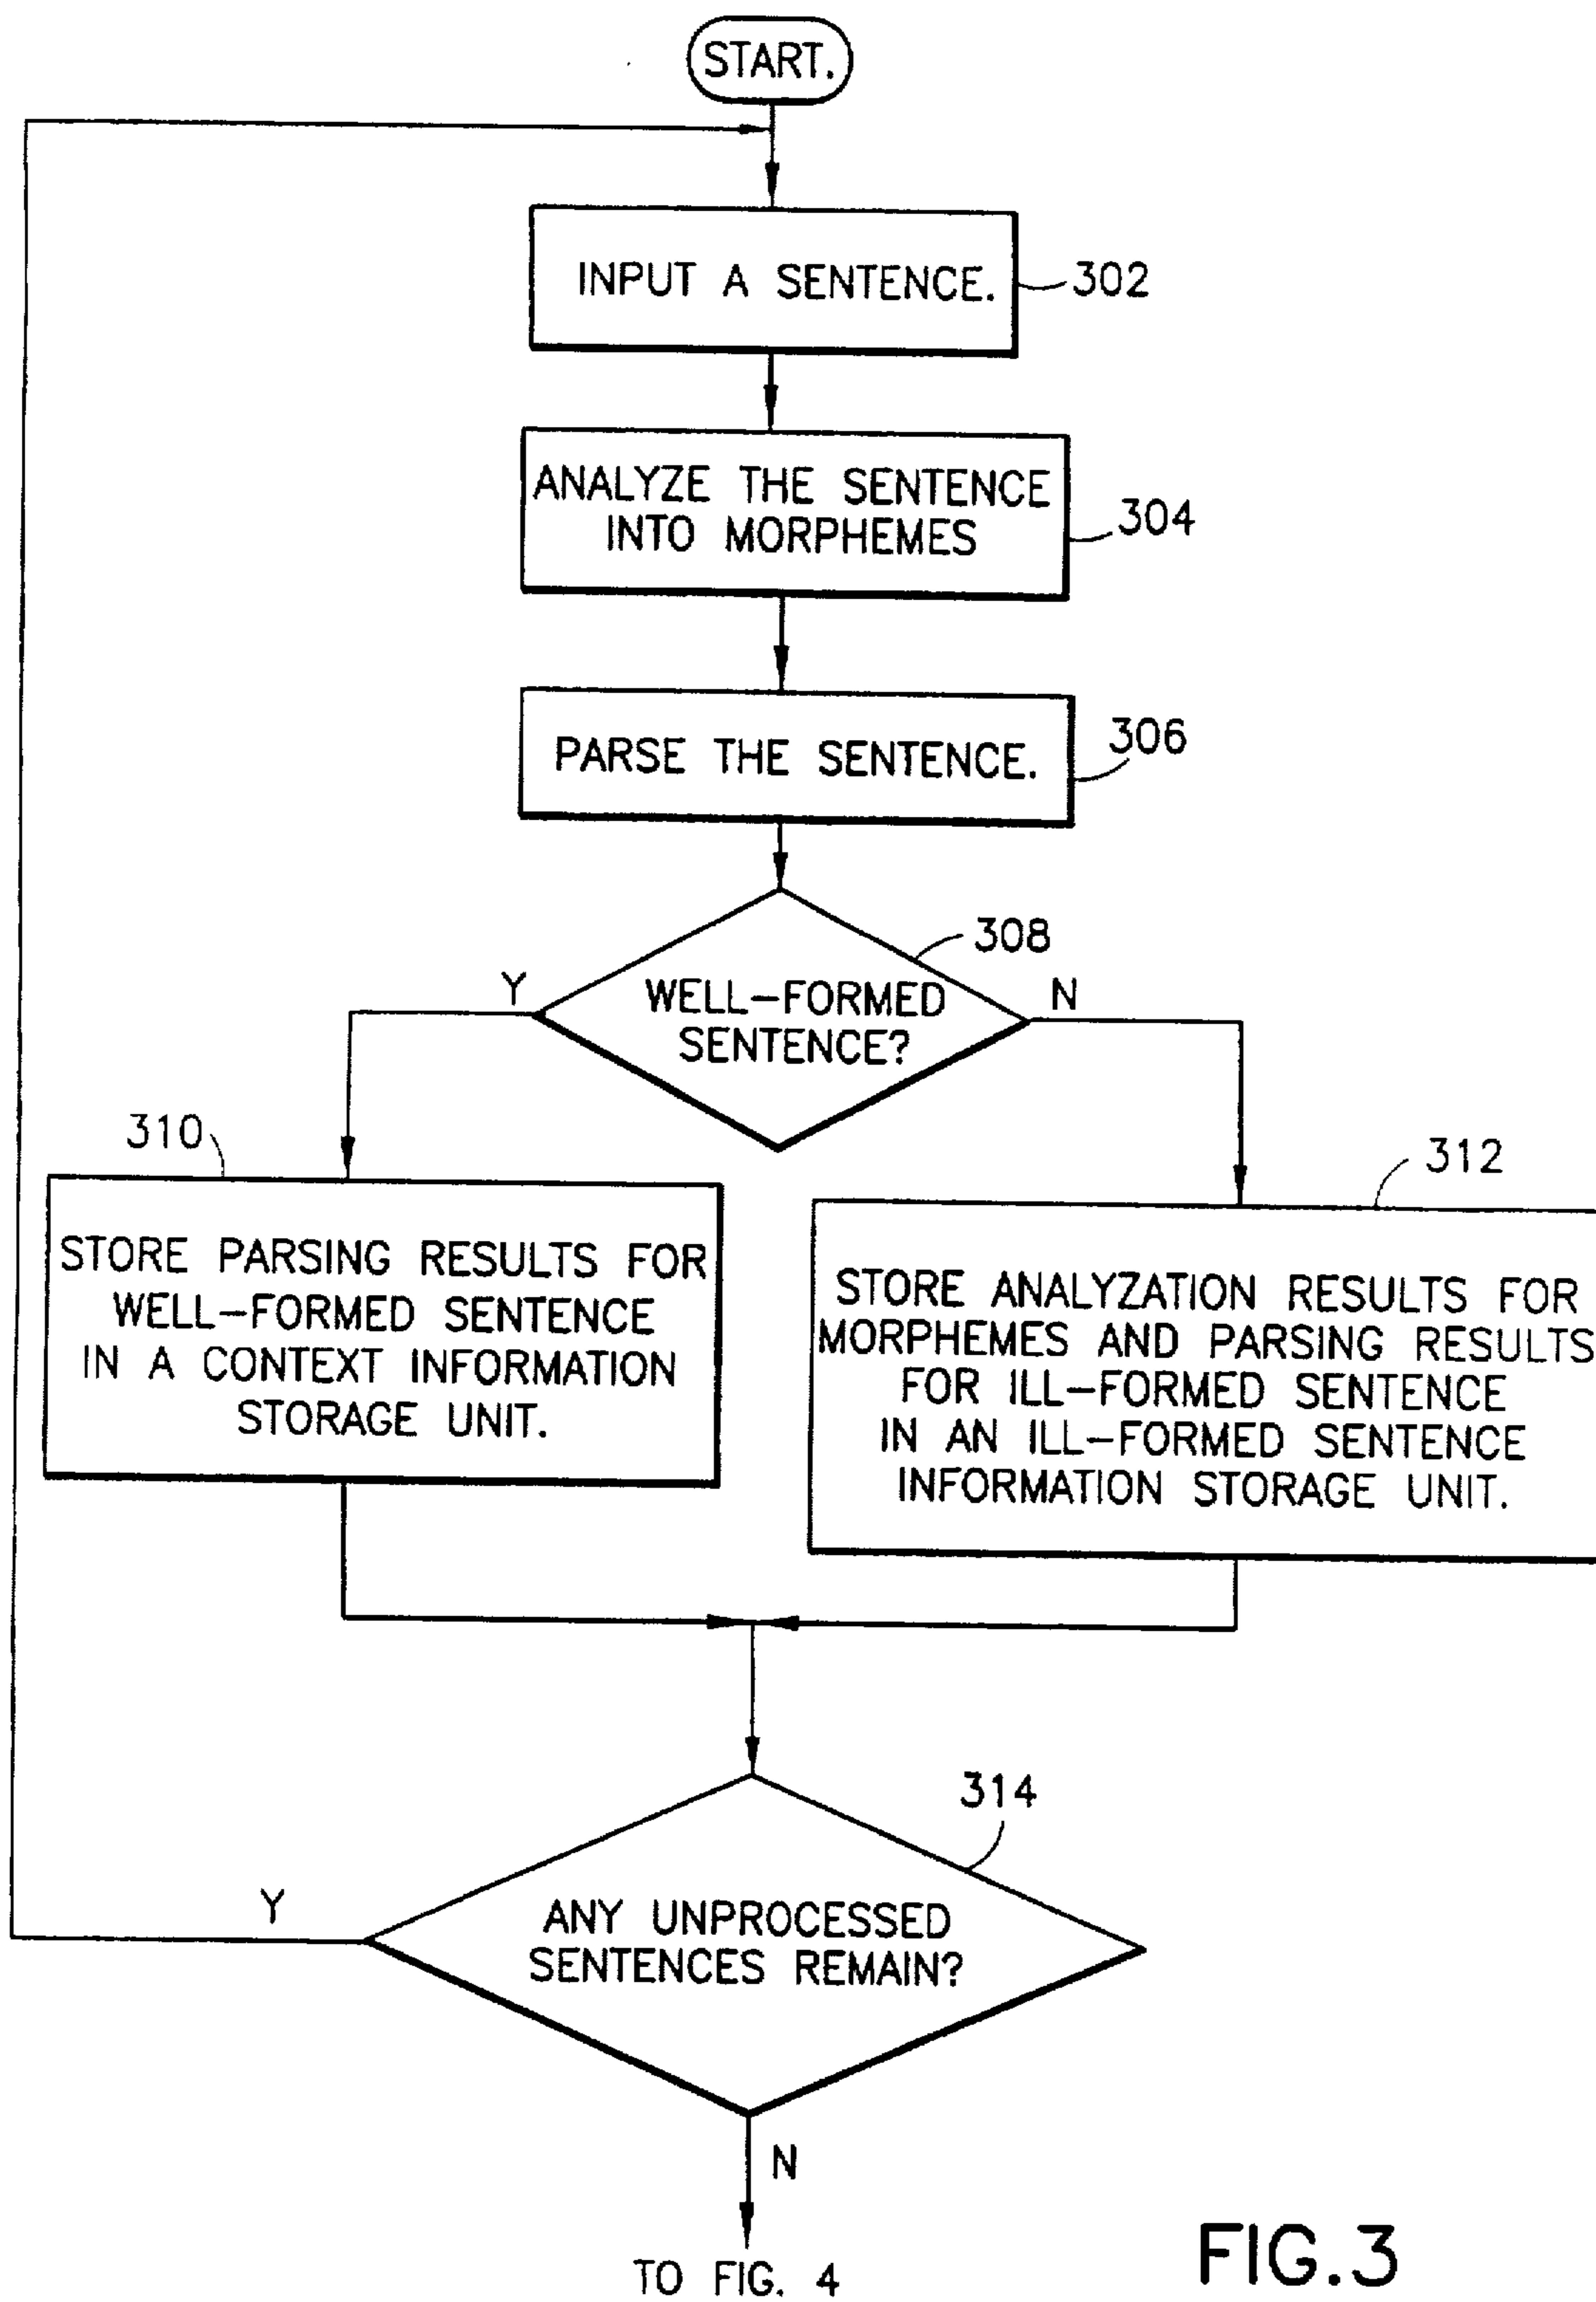 START.
INPUT A SENTENCE.
302
ANALYZE THE SENTENCE
INTO MORPHEMES
304
PARSE THE SENTENCE.
306
308
Y
WELL-FORMED
SENTENCE?
N
310
STORE PARSING RESULTS FOR
WELL-FORMED SENTENCE
IN A CONTEXT INFORMATION
STORAGE UNIT.
312
STORE ANALYZATION RESULTS FOR
MORPHEMES AND PARSING RESULTS
FOR ILL-FORMED SENTENCE
IN AN ILL-FORMED SENTENCE
INFORMATION STORAGE UNIT.
314
Y
ANY UNPROCESSED
SENTENCES REMAIN?
N
TO FIG. 4
FIG.3